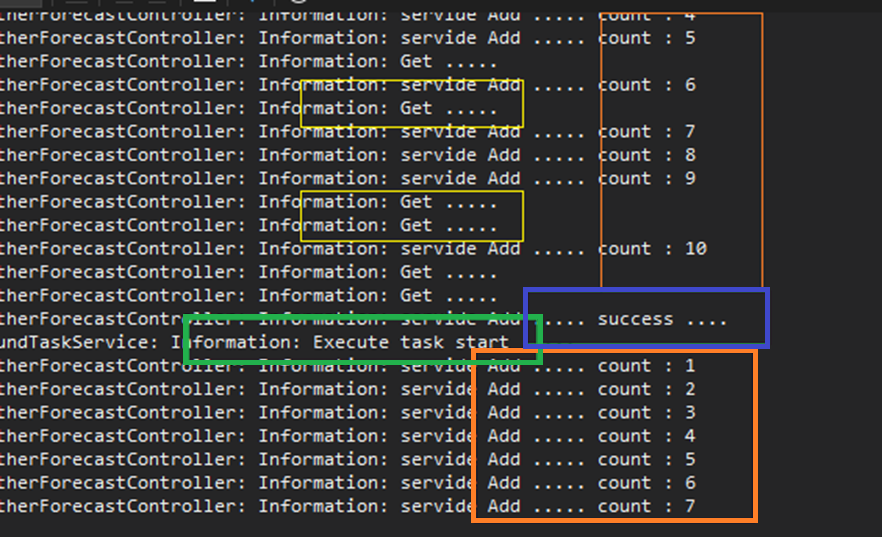 therForecastController: Information: servide Add ..... count : 4
therForecastController: Information: servide Add ..... count : 5
therForecastController: Information: Get .....
therForecastController: Information: servide Add ..... count : 6
therForecastController: Information: Get .....
therForecastController: Information: servide Add ..... count : 7
therForecastController: Information: servide Add ..... count : 8
therForecastController: Information: servide Add ..... count : 9
therForecastController: Information: Get .....
therForecastController: Information: Get .....
therForecastController: Information: servide Add ..... count : 10
therForecastController: Information: Get .....
therForecastController: Information: Get .....
therForecastController: Information: servide Add ..... success ....
undTaskService: Information: Execute task start
therForecastController: Information: servide Add ..... count : 1
therForecastController: Information: servide Add ..... count : 2
therForecastController: Information: servide Add ..... count : 3
therForecastController: Information: servide Add ..... count : 4
therForecastController: Information: servide Add ..... count : 5
therForecastController: Information: servide Add ..... count : 6
therForecastController: Information: servide Add ..... count : 7